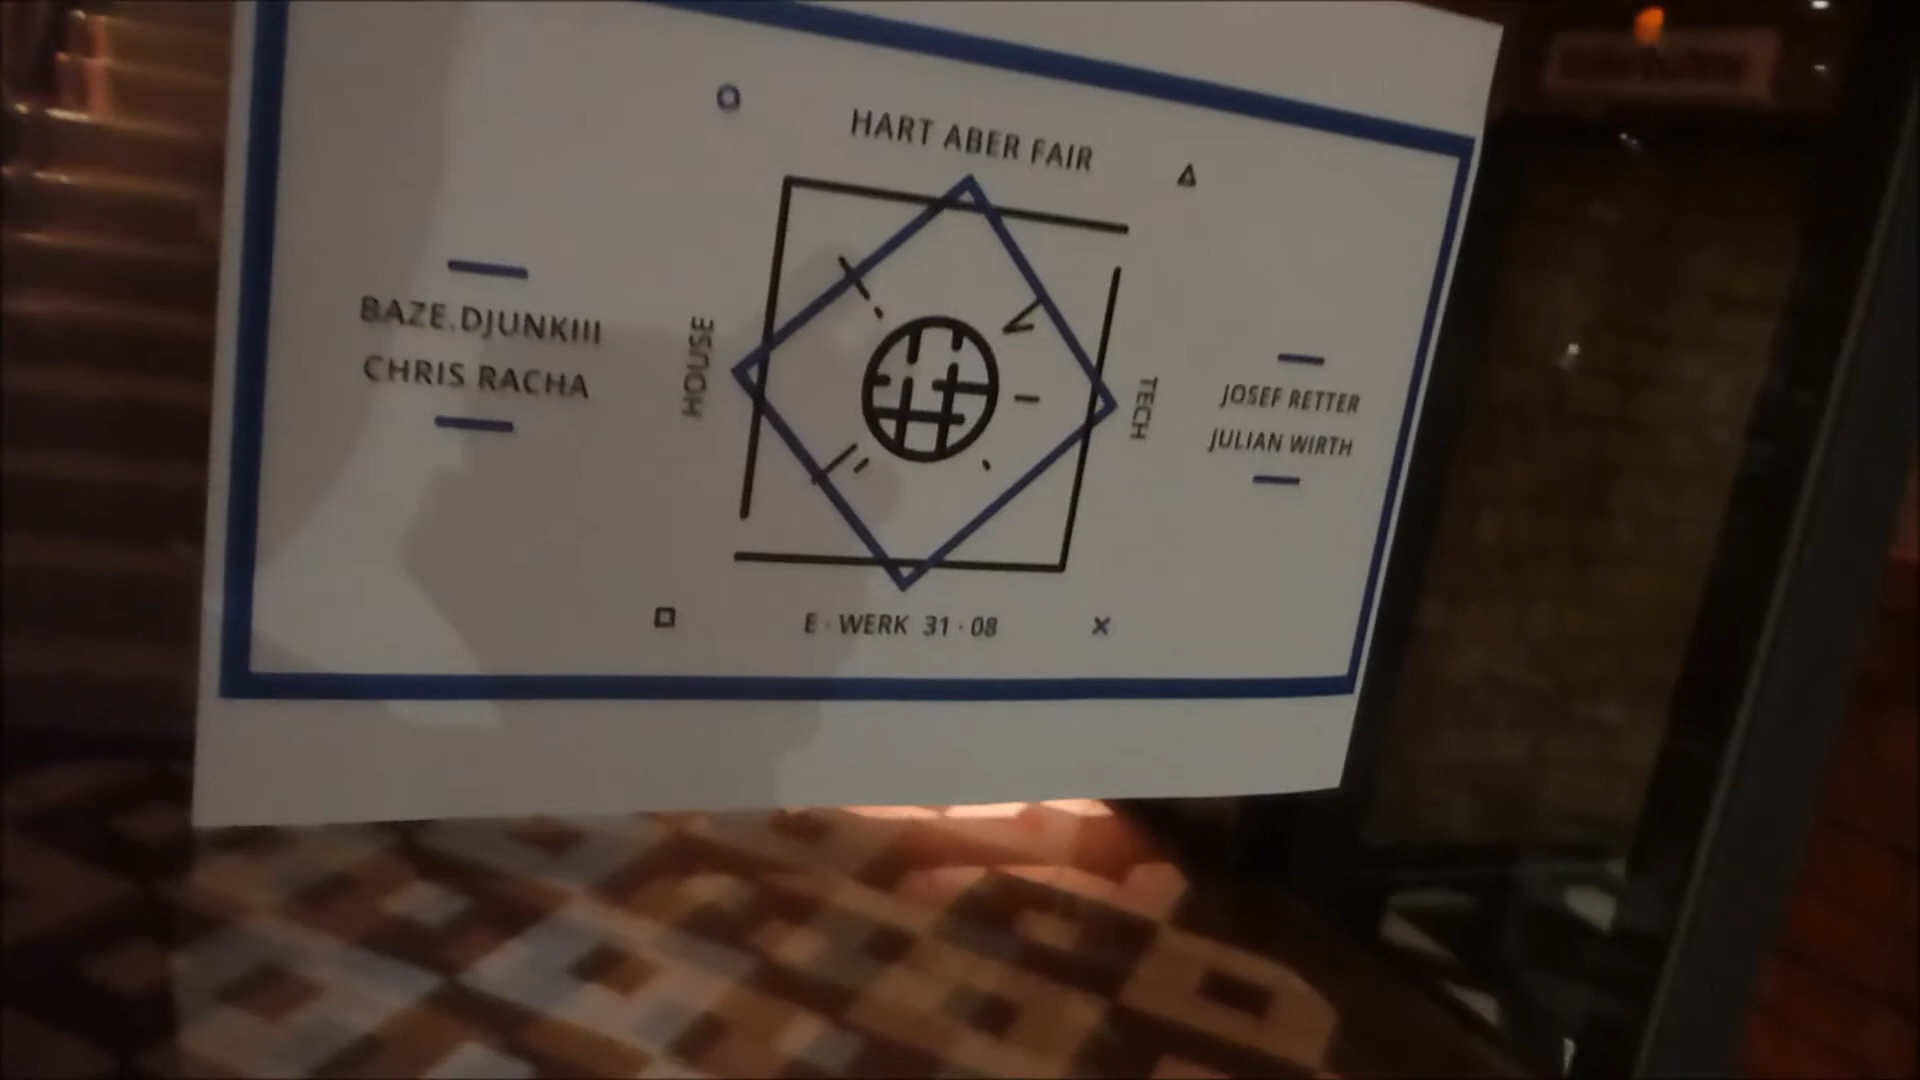 HART ABER FAIR
BAZE.DJUNKIII
CHRIS RACHA
HOUSE
TECH
JOSEF RETTER
JULIAN WIRTH
E · WERK 31 · 08